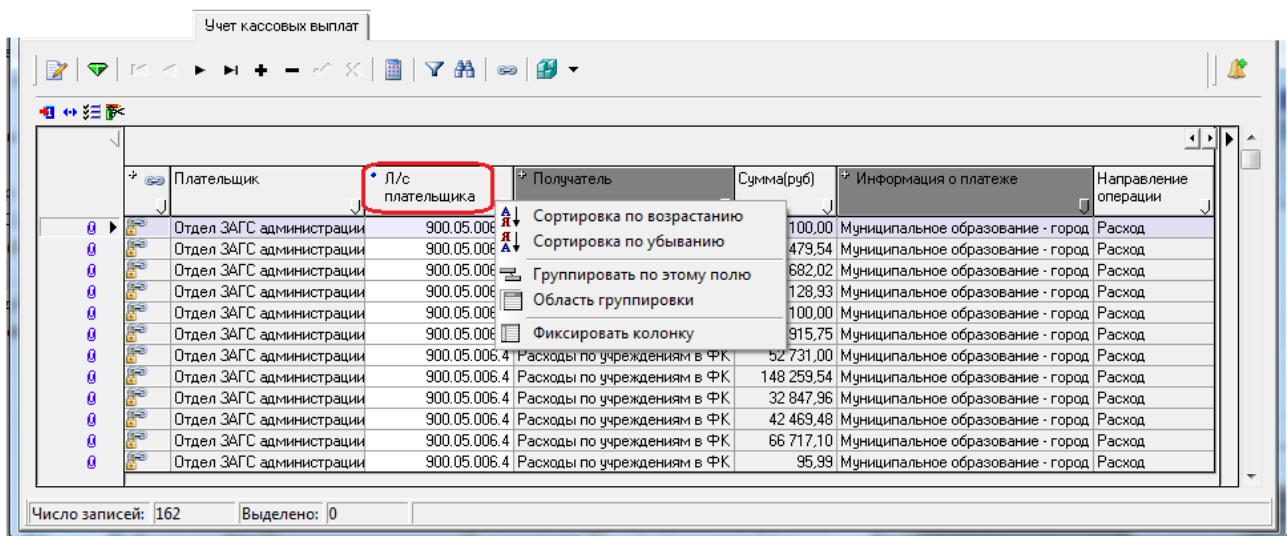 Учет кассовых выплат
Плательщик Л/с плательщика Получатель Сумма(руб) Информация о платеже Направление операции
Отдел ЗАГС администрации 900.05.006 100,00 Муниципальное образование - город Расход
Отдел ЗАГС администрации 900.05.006 479,54 Муниципальное образование - город Расход
Отдел ЗАГС администрации 900.05.006 682,02 Муниципальное образование - город Расход
Отдел ЗАГС администрации 900.05.006 128,93 Муниципальное образование - город Расход
Отдел ЗАГС администрации 900.05.006 100,00 Муниципальное образование - город Расход
Отдел ЗАГС администрации 900.05.006 915,75 Муниципальное образование - город Расход
Отдел ЗАГС администрации 900.05.006.4 Расходы по учреждениям в ФК 52 731,00 Муниципальное образование - город Расход
Отдел ЗАГС администрации 900.05.006.4 Расходы по учреждениям в ФК 148 259,54 Муниципальное образование - город Расход
Отдел ЗАГС администрации 900.05.006.4 Расходы по учреждениям в ФК 32 847,96 Муниципальное образование - город Расход
Отдел ЗАГС администрации 900.05.006.4 Расходы по учреждениям в ФК 42 469,48 Муниципальное образование - город Расход
Отдел ЗАГС администрации 900.05.006.4 Расходы по учреждениям в ФК 66 717,10 Муниципальное образование - город Расход
Отдел ЗАГС администрации 900.05.006.4 Расходы по учреждениям в ФК 95,99 Муниципальное образование - город Расход
Сортировка по возрастанию
Сортировка по убыванию
Группировать по этому полю
Область группировки
Фиксировать колонку
Число записей: 162 Выделено: 0